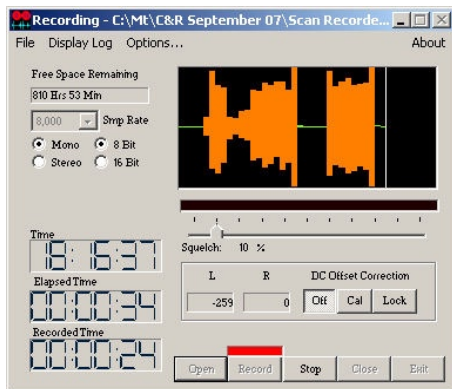 Recording - C:\Mt\C&R September 07\Scan Recorde...
File Display Log Options... About
Free Space Remaining
810 Hrs 53 Min
8,000 Smp Rate
Mono 8 Bit
Stereo 16 Bit
Time
16:15:37
Elapsed Time
00:00:34
Recorded Time
00:00:24
Squelch: 10 %
L R DC Offset Correction
-259 0 Off Cal Lock
Open Record Stop Close Exit